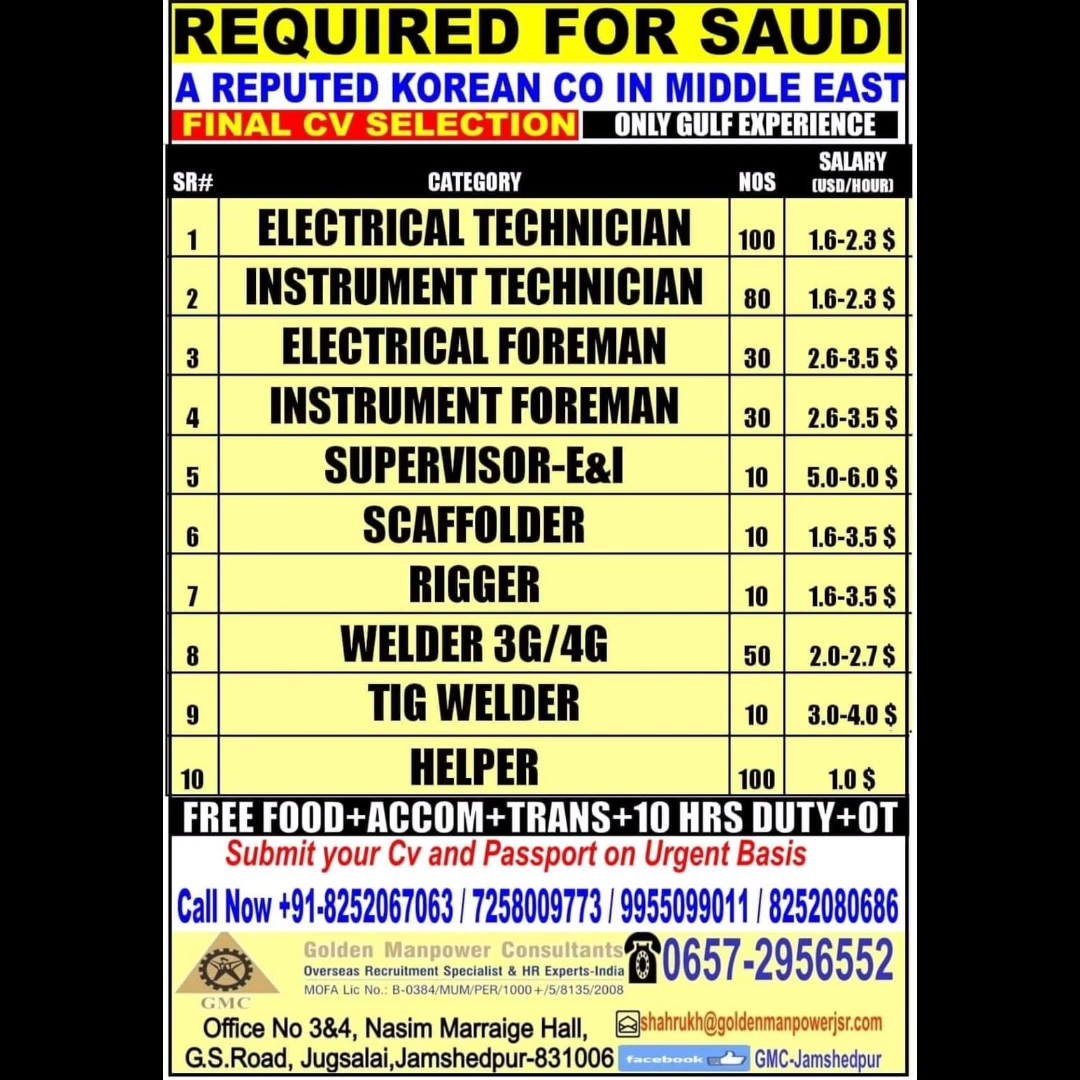 REQUIRED FOR SAUDI
A REPUTED KOREAN CO IN MIDDLE EAST
FINAL CV SELECTION ONLY GULF EXPERIENCE
SR# CATEGORY NOS SALARY (USD/HOUR)
1 ELECTRICAL TECHNICIAN 100 1.6-2.3 $
2 INSTRUMENT TECHNICIAN 80 1.6-2.3 $
3 ELECTRICAL FOREMAN 30 2.6-3.5 $
4 INSTRUMENT FOREMAN 30 2.6-3.5 $
5 SUPERVISOR-E&I 10 5.0-6.0 $
6 SCAFFOLDER 10 1.6-3.5 $
7 RIGGER 10 1.6-3.5 $
8 WELDER 3G/4G 50 2.0-2.7 $
9 TIG WELDER 10 3.0-4.0 $
10 HELPER 100 1.0 $
FREE FOOD+ACCOM+TRANS+10 HRS DUTY+OT
Submit your Cv and Passport on Urgent Basis
Call Now +91-8252067063 / 7258009773 / 9955099011 / 8252080686
GMC
Golden Manpower Consultants
Overseas Recruitment Specialist & HR Experts-India
MOFA Lic No.: B-0384/MUM/PER/1000+/5/8135/2008
0657-2956552
Office No 3&4, Nasim Marraige Hall,
G.S.Road, Jugsalai,Jamshedpur-831006
shahrukh@goldenmanpowerjsr.com
facebook GMC-Jamshedpur